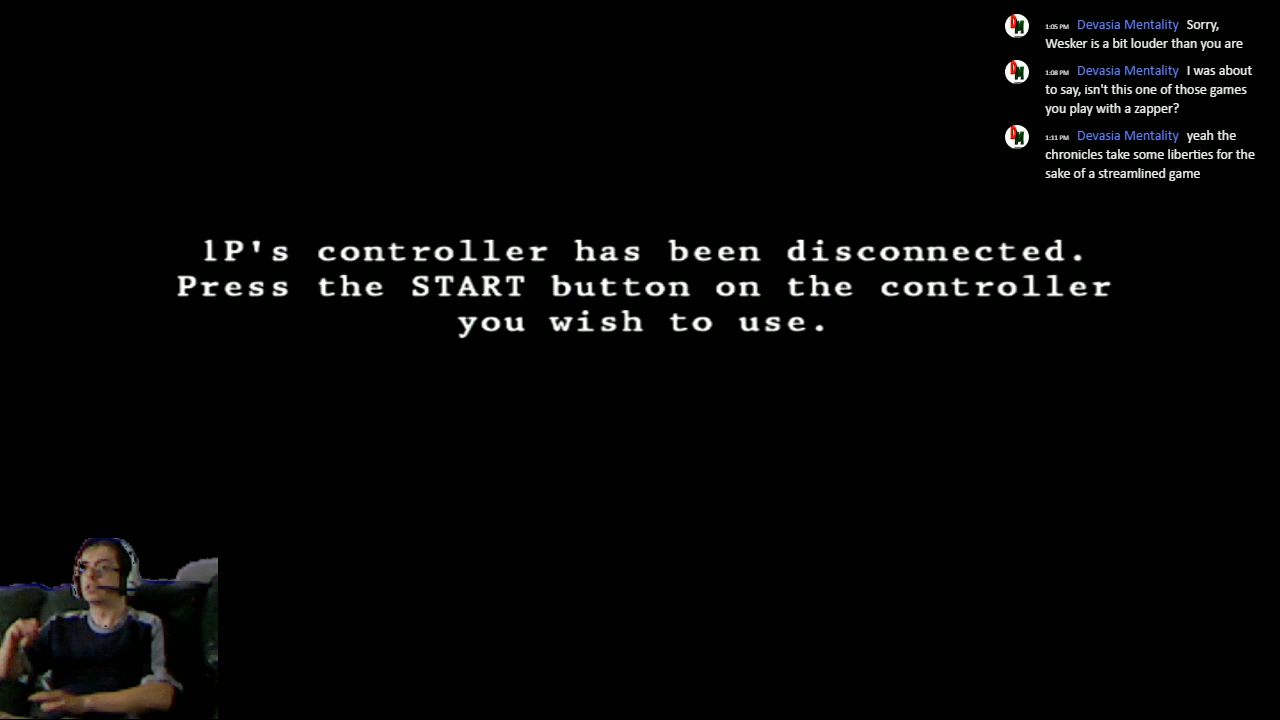 1:05 PM Devasia Mentality Sorry,
Wesker is a bit louder than you are
1:08 PM Devasia Mentality I was about
to say, isn't this one of those games
you play with a zapper?
1:11 PM Devasia Mentality yeah the
chronicles take some liberties for the
sake of a streamlined game
1P's controller has been disconnected.
Press the START button on the controller
you wish to use.